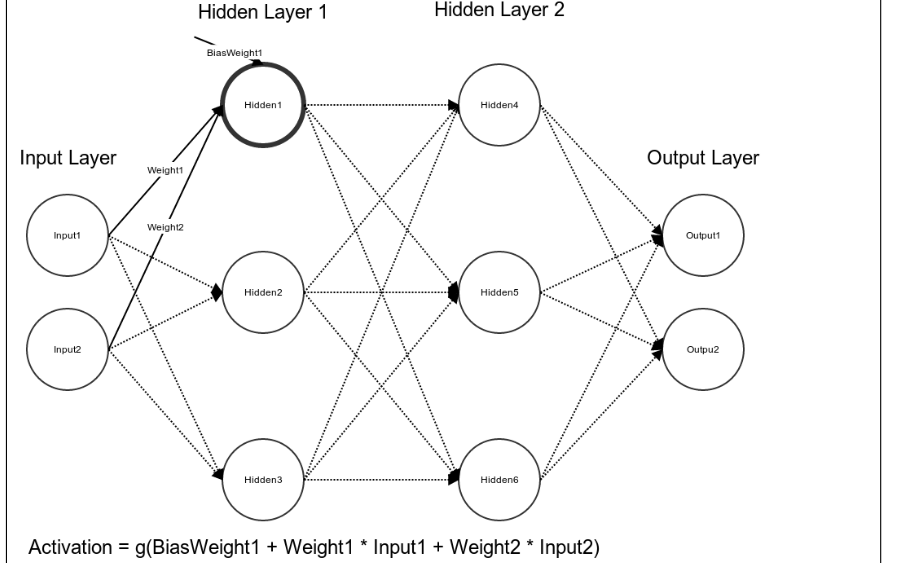 Hidden Layer 1
Hidden Layer 2
BiasWeight1
Hidden1
Hidden4
Input Layer
Output Layer
Weight1
Weight2
Input1
Output1
Hidden2
Hidden5
Input2
Outpu2
Hidden3
Hidden6
Activation = g(BiasWeight1 + Weight1 * Input1 + Weight2 * Input2)